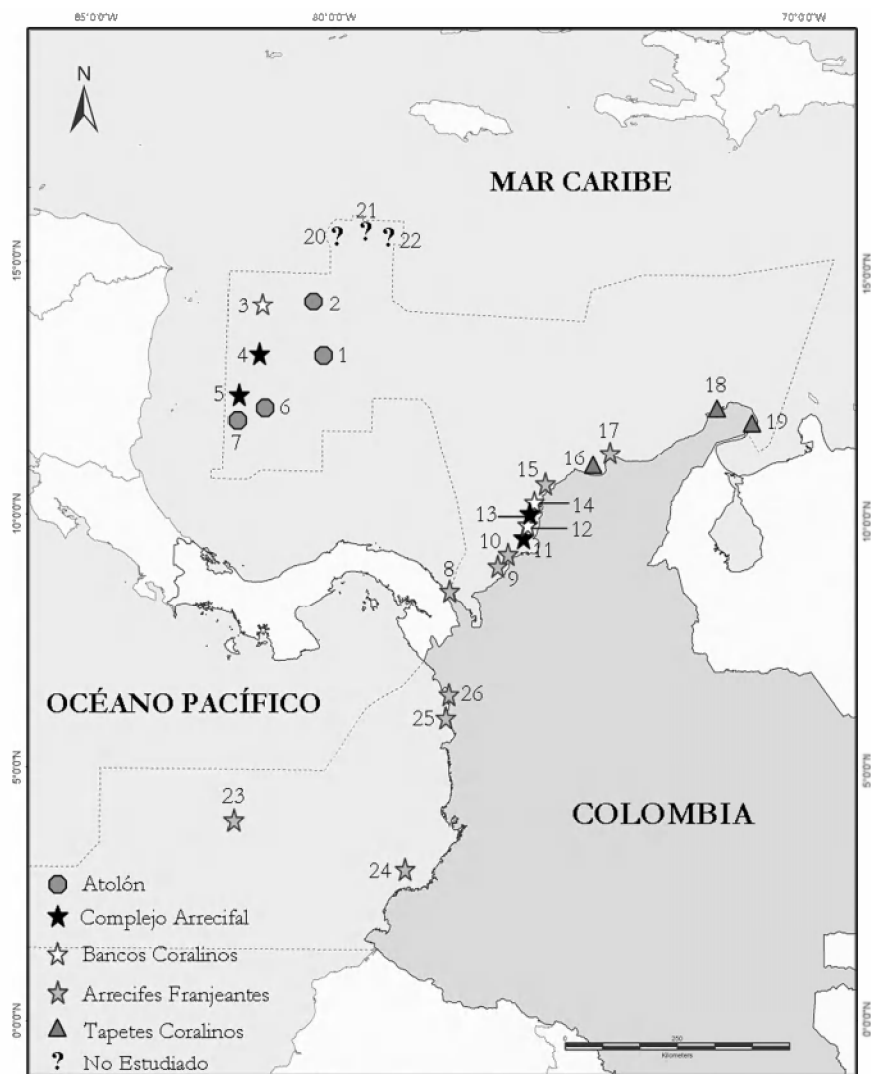 85°0'0"W
80°0'0"W
70°0'0"W
N
MAR CARIBE
21
20 ? ? ? 22
15°0'0"N
15°0'0"N
3
2
4
1
5
6
7
18
19
17
16
15
14
13
12
10
11
9
8
10°0'0"N
10°0'0"N
OCÉANO PACÍFICO
26
25
5°0'0"N
5°0'0"N
23
COLOMBIA
24
Atolón
Complejo Arrecifal
Bancos Coralinos
Arrecifes Franjeantes
Tapetes Coralinos
? No Estudiado
0°0'0"N
0°0'0"N
0
250
Kilometers